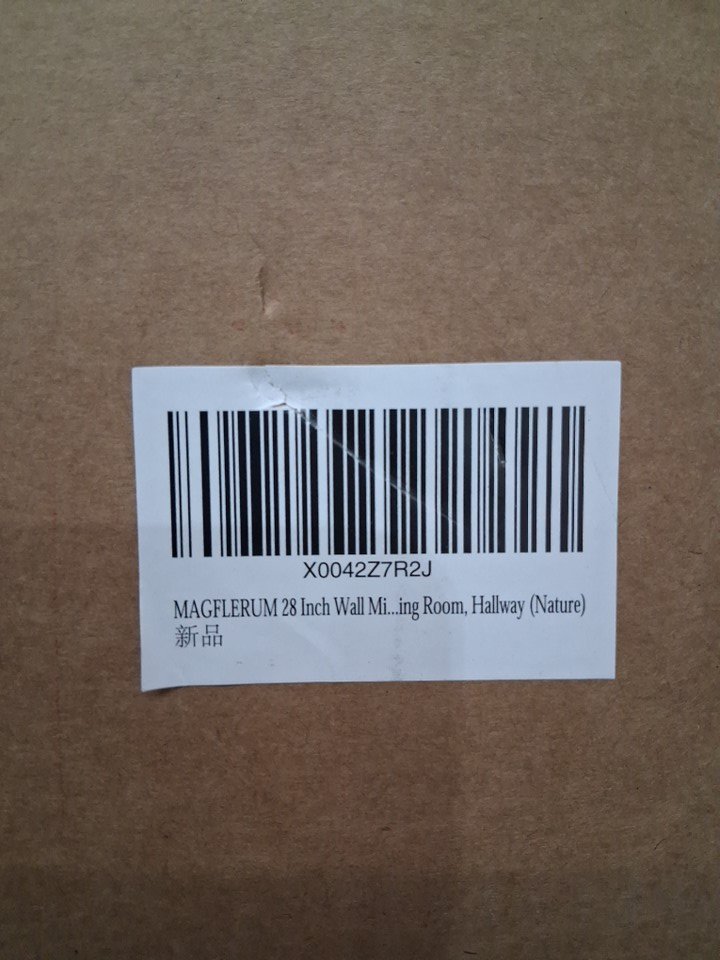 X0042Z7R2J
MAGFLERUM 28 Inch Wall Mi...ing Room, Hallway (Nature)
新品